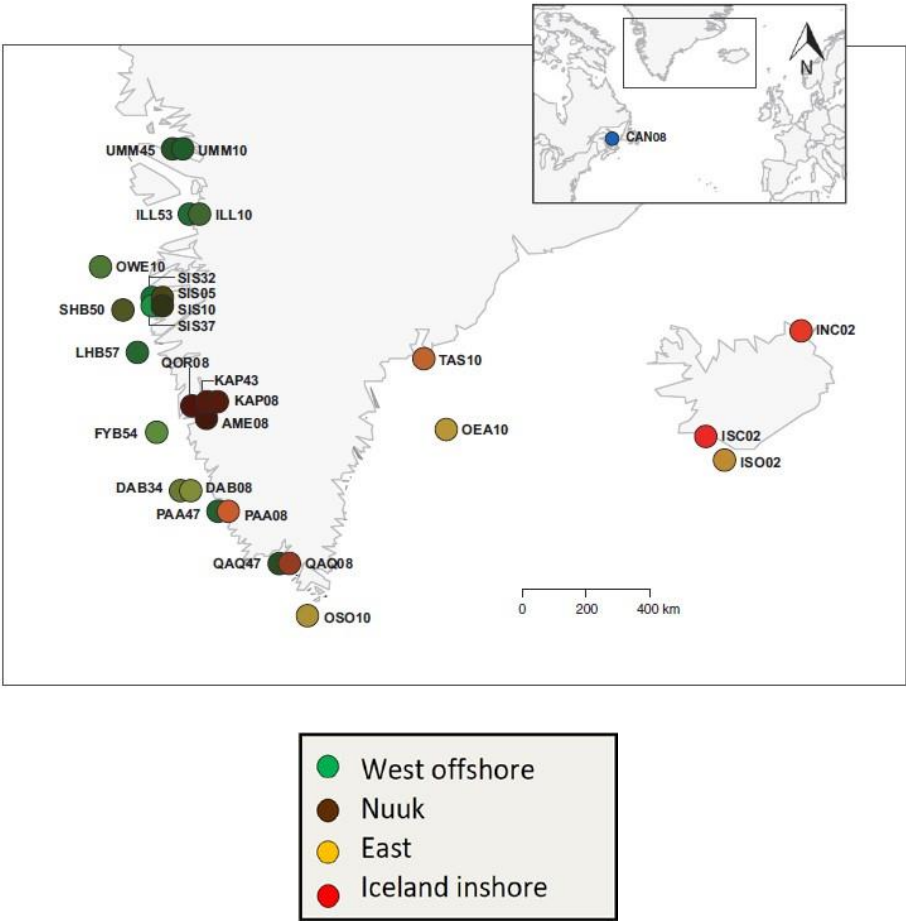 N
CAN08
UMM45
UMM10
ILL53
ILL10
OWE10
SIS32
SIS05
SHB50
SIS10
SIS37
INC02
LHB57
QOR08
TAS10
KAP43
KAP08
AME08
FYB54
OEA10
ISC02
ISO02
DAB34
DAB08
PAA47
PAA08
QAQ47
QAQ08
0 200 400 km
OSO10
West offshore
Nuuk
East
Iceland inshore